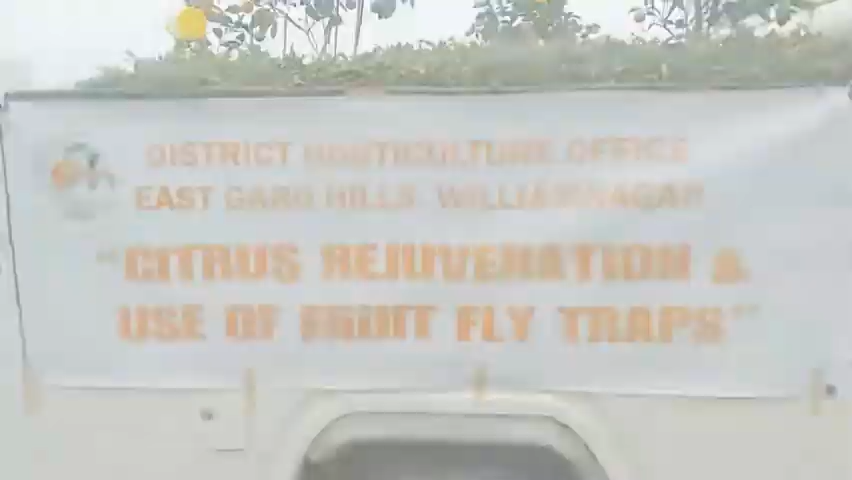 DISTRICT HORTICULTURE OFFICE
EAST GARO HILLS, WILLIAMNAGAR
"CITRUS REJUVENATION &
USE OF FRUIT FLY TRAPS"